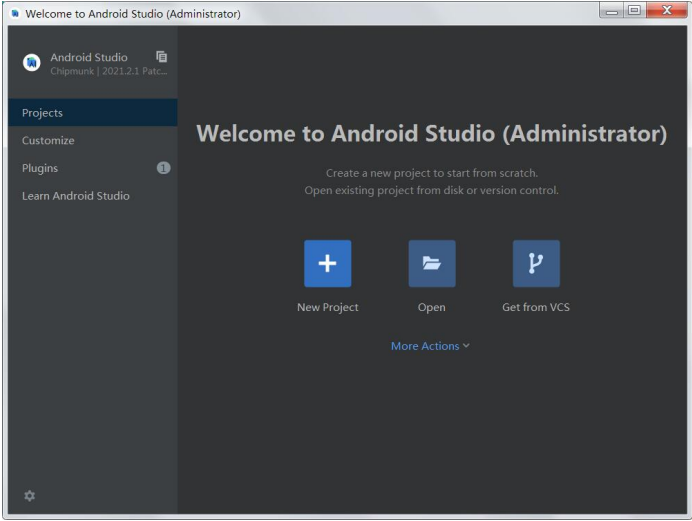 Welcome to Android Studio (Administrator)
Android Studio
Chipmunk | 2021.2.1 Patc...
Projects
Customize
Plugins 1
Learn Android Studio
Welcome to Android Studio (Administrator)
Create a new project to start from scratch.
Open existing project from disk or version control.
New Project Open Get from VCS
More Actions